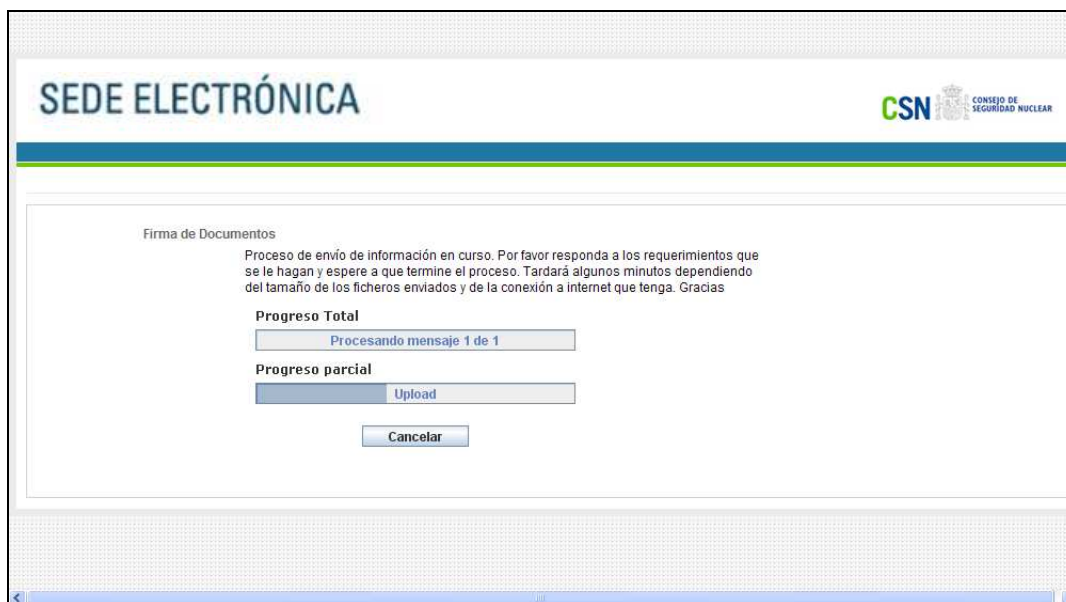 SEDE ELECTRÓNICA
CSN
CONSEJO DE
SEGURIDAD NUCLEAR
Firma de Documentos
Proceso de envío de información en curso. Por favor responda a los requerimientos que
se le hagan y espere a que termine el proceso. Tardará algunos minutos dependiendo
del tamaño de los ficheros enviados y de la conexión a internet que tenga. Gracias
Progreso Total
Procesando mensaje 1 de 1
Progreso parcial
Upload
Cancelar